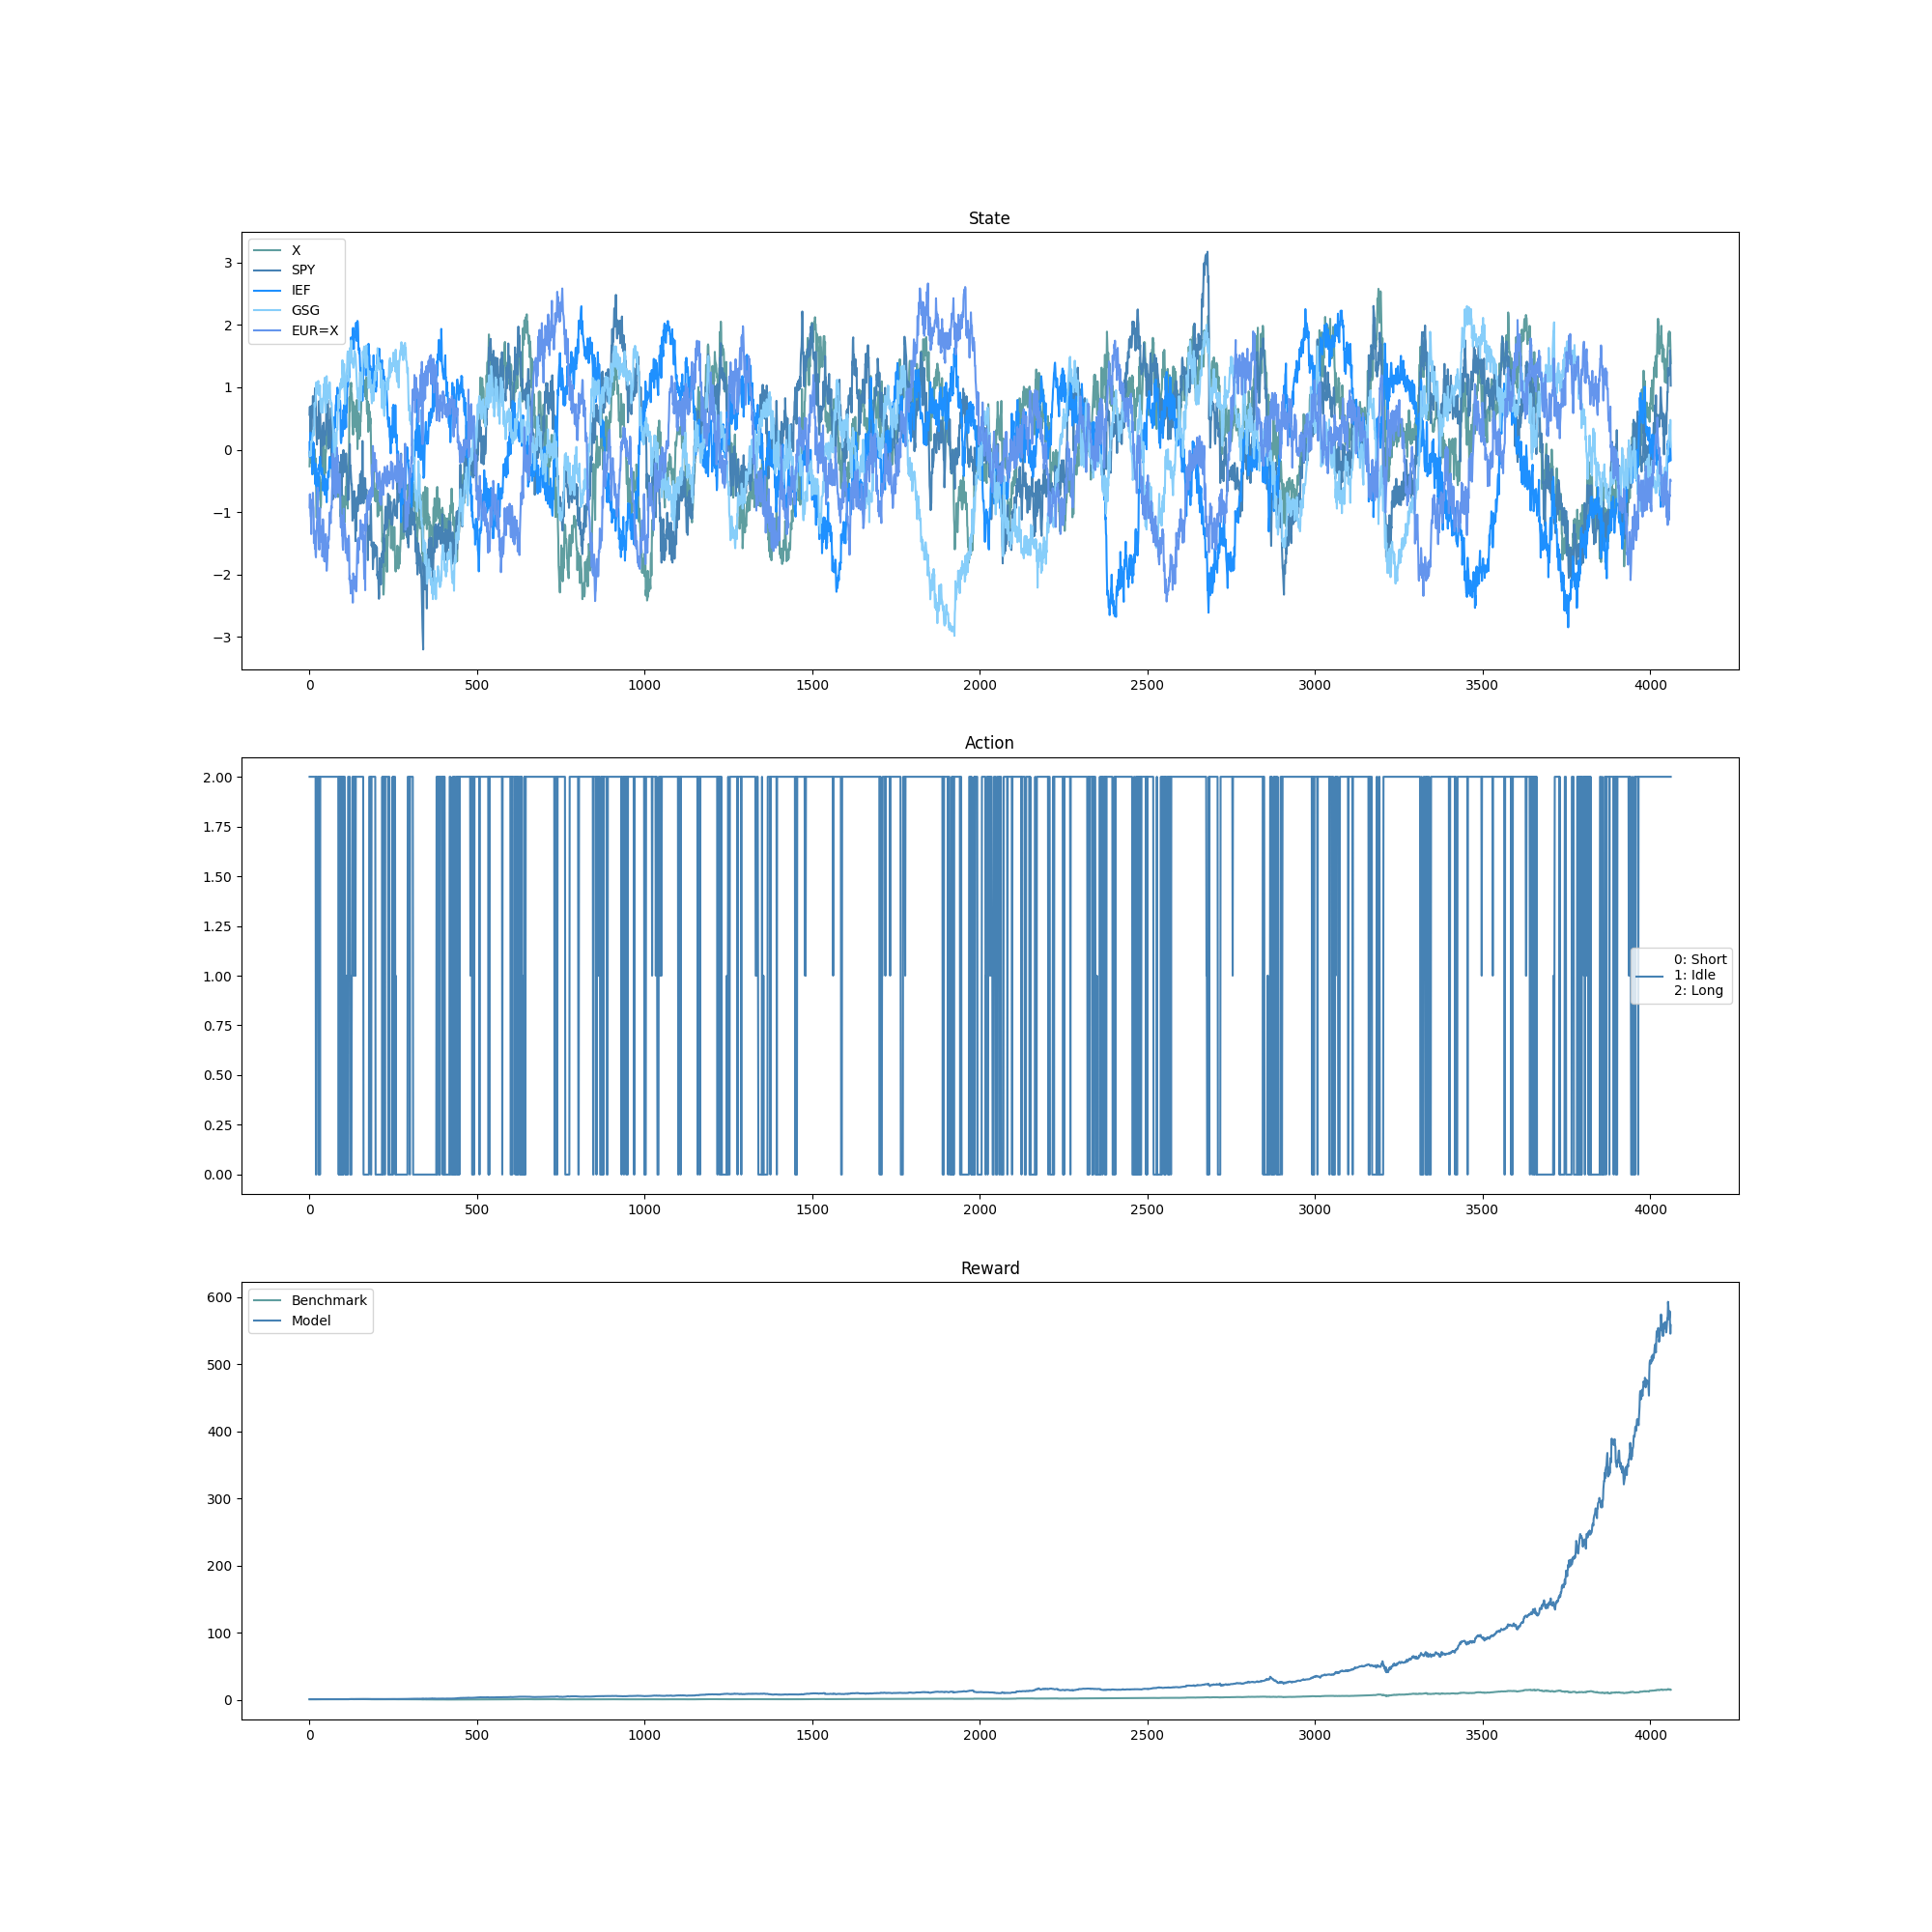 State
X
SPY
IEF
GSG
EUR=X
3
2
1
0
−1
−2
−3
0 500 1000 1500 2000 2500 3000 3500 4000
Action
2.00
1.75
1.50
1.25
1.00
0.75
0.50
0.25
0.00
0: Short
1: Idle
2: Long
0 500 1000 1500 2000 2500 3000 3500 4000
Reward
Benchmark
Model
600
500
400
300
200
100
0
0 500 1000 1500 2000 2500 3000 3500 4000